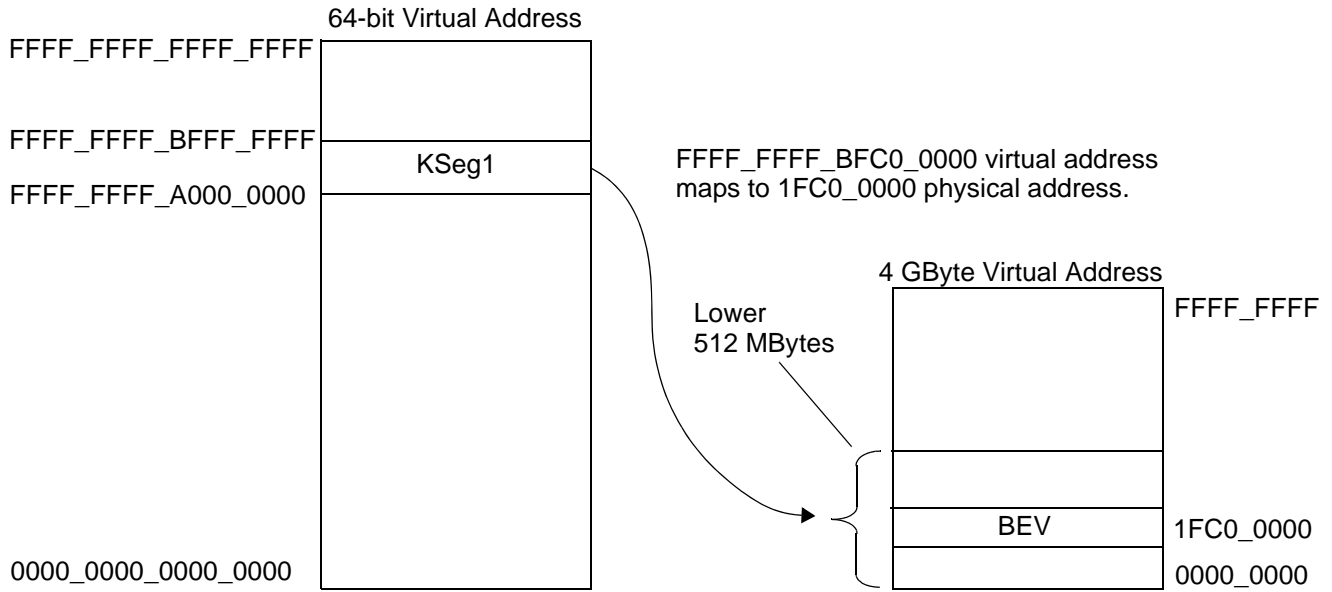 64-bit Virtual Address
FFFF_FFFF_FFFF_FFFF
FFFF_FFFF_BFFF_FFFF
KSeg1
FFFF_FFFF_A000_0000
FFFF_FFFF_BFC0_0000 virtual address
maps to 1FC0_0000 physical address.
4 GByte Virtual Address
FFFF_FFFF
Lower
512 MBytes
BEV
1FC0_0000
0000_0000_0000_0000
0000_0000